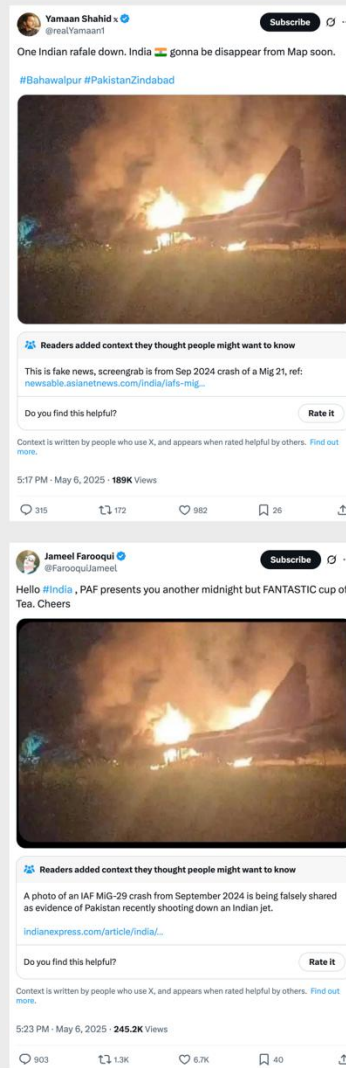 Yamaan Shahid x
@realYamaan1
Subscribe
One Indian rafale down. India 🇮🇳 gonna be disappear from Map soon.
#Bahawalpur #PakistanZindabad
Readers added context they thought people might want to know
This is fake news, screengrab is from Sep 2024 crash of a Mig 21, ref:
newsable.asianetnews.com/india/iafs-mig...
Do you find this helpful?
Rate it
Context is written by people who use X, and appears when rated helpful by others. Find out
more.
5:17 PM · May 6, 2025 · 189K Views
315 172 982 26
Jameel Farooqui
@FarooquiJameel
Subscribe
Hello #India , PAF presents you another midnight but FANTASTIC cup of
Tea. Cheers
Readers added context they thought people might want to know
A photo of an IAF MiG-29 crash from September 2024 is being falsely shared
as evidence of Pakistan recently shooting down an Indian jet.
indianexpress.com/article/india/...
Do you find this helpful?
Rate it
Context is written by people who use X, and appears when rated helpful by others. Find out
more.
5:23 PM · May 6, 2025 · 245.2K Views
903 1.3K 6.7K 40